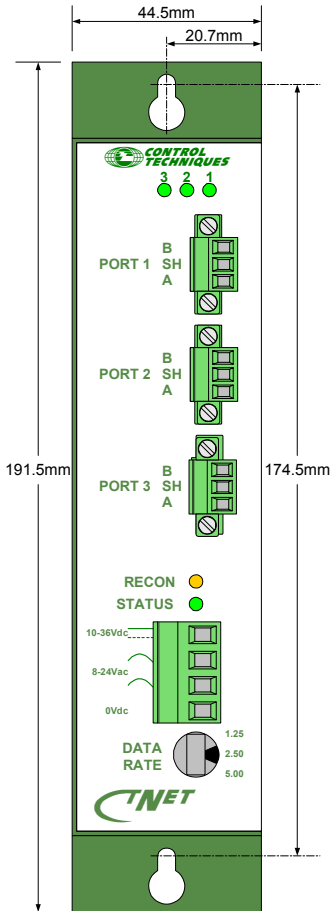 44.5mm
20.7mm
CONTROL
TECHNIQUES
3 2 1
B
PORT 1 SH
A
B
PORT 2 SH
A
B
PORT 3 SH
A
191.5mm
174.5mm
RECON
STATUS
10-36Vdc
8-24Vac
0Vdc
1.25
DATA
RATE
2.50
5.00
CTNET